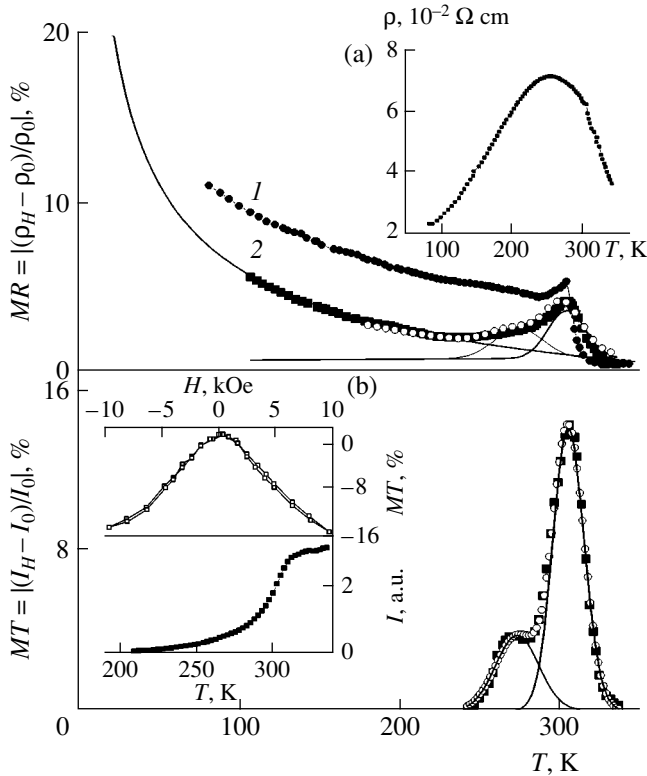 ρ, 10⁻² Ω cm
20
(a)
8
6
4
2
100
200
300
T, K
MR = |(ρH – ρ0)/ρ0|, %
10
0
1
2
16
H, kOe
(b)
–10
–5
0
5
10
0
–8
–16
MT, %
MT = |(IH – I0)/I0|, %
8
2
0
I, a.u.
200
250
300
T, K
0
100
200
300
T, K